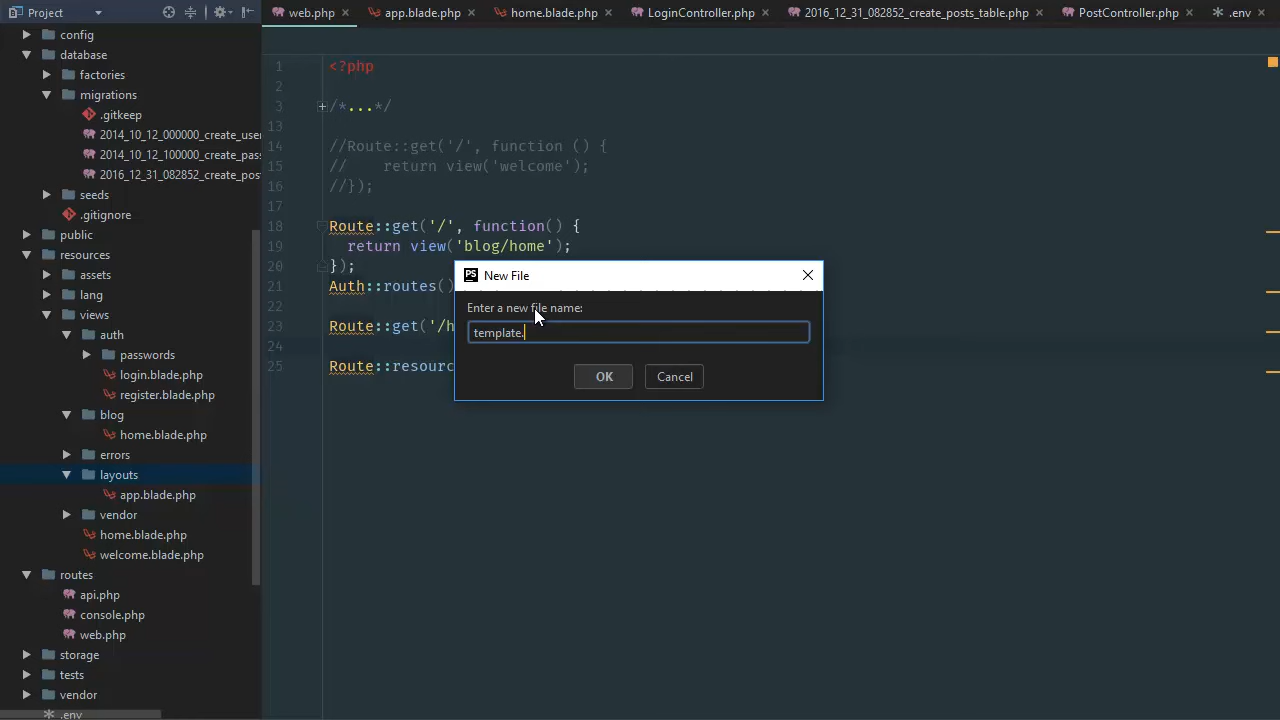 Project
web.php
app.blade.php
home.blade.php
LoginController.php
2016_12_31_082852_create_posts_table.php
PostController.php
.env
config
database
factories
migrations
.gitkeep
2014_10_12_000000_create_user
2014_10_12_100000_create_pas
2016_12_31_082852_create_pos
seeds
.gitignore
public
resources
assets
lang
views
auth
passwords
login.blade.php
register.blade.php
blog
home.blade.php
errors
layouts
app.blade.php
vendor
home.blade.php
welcome.blade.php
routes
api.php
console.php
web.php
storage
tests
vendor
.env
1 <?php
2
3 /*...*/
13
14 //Route::get('/', function () {
15 //    return view('welcome');
16 //});
17
18 Route::get('/', function() {
19   return view('blog/home');
20 });
21 Auth::routes()
22
23 Route::get('/h
24
25 Route::resourc
PS New File
Enter a new file name:
template.
OK
Cancel